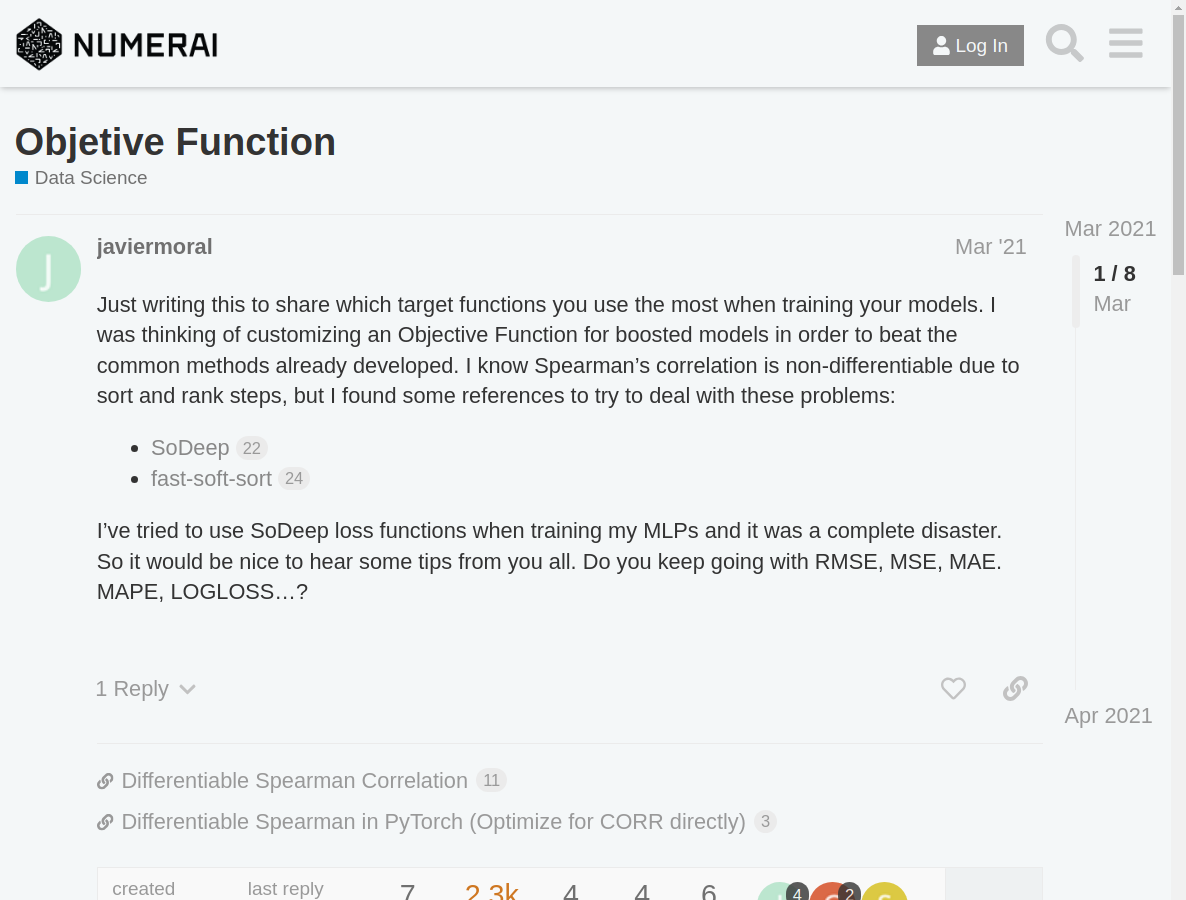 NUMERAI
Log In
Objetive Function
Data Science
Mar 2021
1 / 8
Mar
Apr 2021
J
javiermoral
Mar '21
Just writing this to share which target functions you use the most when training your models. I
was thinking of customizing an Objective Function for boosted models in order to beat the
common methods already developed. I know Spearman’s correlation is non-differentiable due to
sort and rank steps, but I found some references to try to deal with these problems:
SoDeep 22
fast-soft-sort 24
I’ve tried to use SoDeep loss functions when training my MLPs and it was a complete disaster.
So it would be nice to hear some tips from you all. Do you keep going with RMSE, MSE, MAE.
MAPE, LOGLOSS…?
1 Reply
Differentiable Spearman Correlation 11
Differentiable Spearman in PyTorch (Optimize for CORR directly) 3
created last reply 7 2.3k 4 4 6 4 2